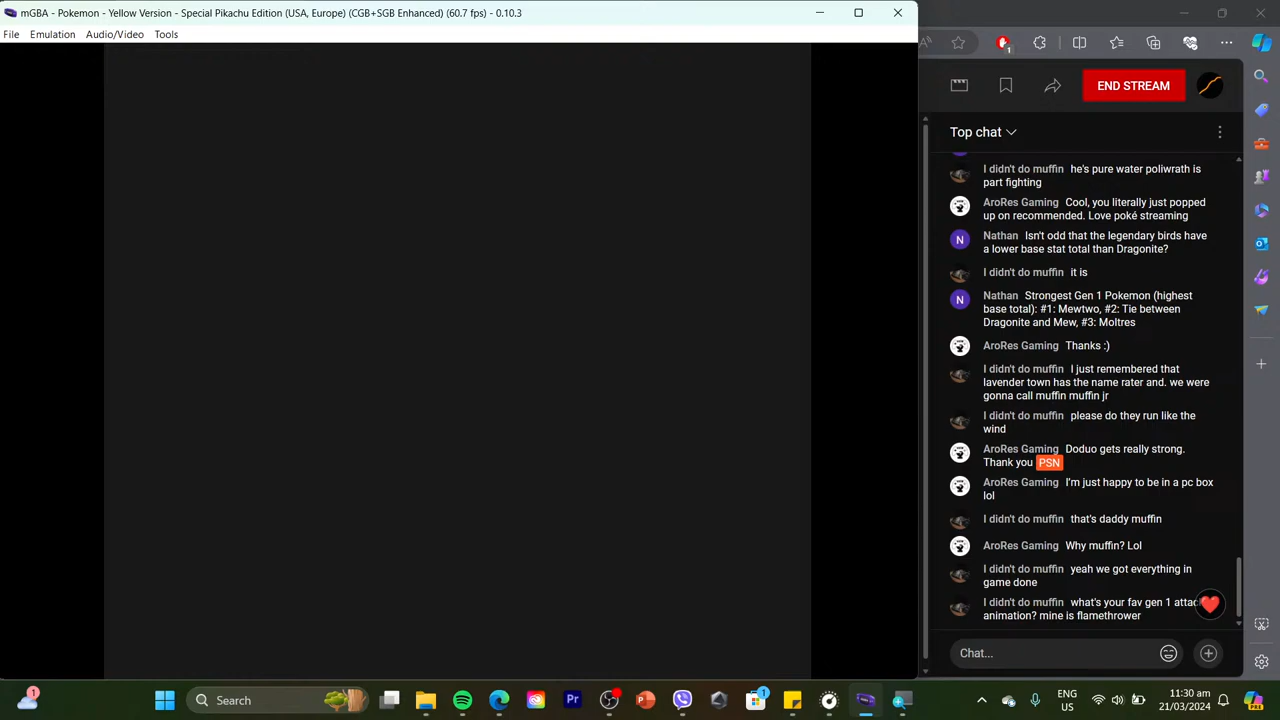 mGBA - Pokemon - Yellow Version - Special Pikachu Edition (USA, Europe) (CGB+SGB Enhanced) (60.7 fps) - 0.10.3
File Emulation Audio/Video Tools
1
END STREAM
Top chat
I didn't do muffin he's pure water poliwrath is
part fighting
AroRes Gaming Cool, you literally just popped
up on recommended. Love poké streaming
N Nathan Isn't odd that the legendary birds have
a lower base stat total than Dragonite?
I didn't do muffin it is
N Nathan Strongest Gen 1 Pokemon (highest
base total): #1: Mewtwo, #2: Tie between
Dragonite and Mew, #3: Moltres
AroRes Gaming Thanks :)
I didn't do muffin I just remembered that
lavender town has the name rater and. we were
gonna call muffin muffin jr
I didn't do muffin please do they run like the
wind
AroRes Gaming Doduo gets really strong.
Thank you PSN
AroRes Gaming I'm just happy to be in a pc box
lol
I didn't do muffin that's daddy muffin
AroRes Gaming Why muffin? Lol
I didn't do muffin yeah we got everything in
game done
I didn't do muffin what's your fav gen 1 attac
animation? mine is flamethrower
Chat...
1
Search
Pr
1
ENG
US
11:30 am
21/03/2024